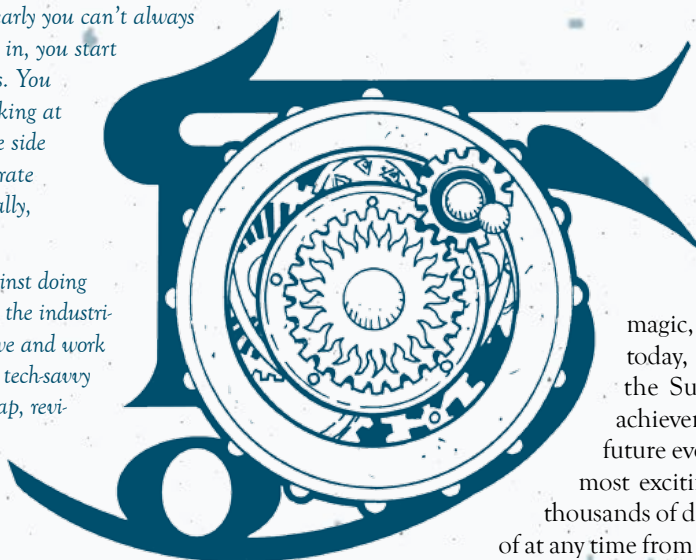 early you can’t always
in, you start
s. You
king at
e side
rate
ally,
inst doing
the industri-
ve and work
tech-savvy
ap, revi-
magic,
today,
the Su
achiever
future eve
most exciti
thousands of d
of at any time from